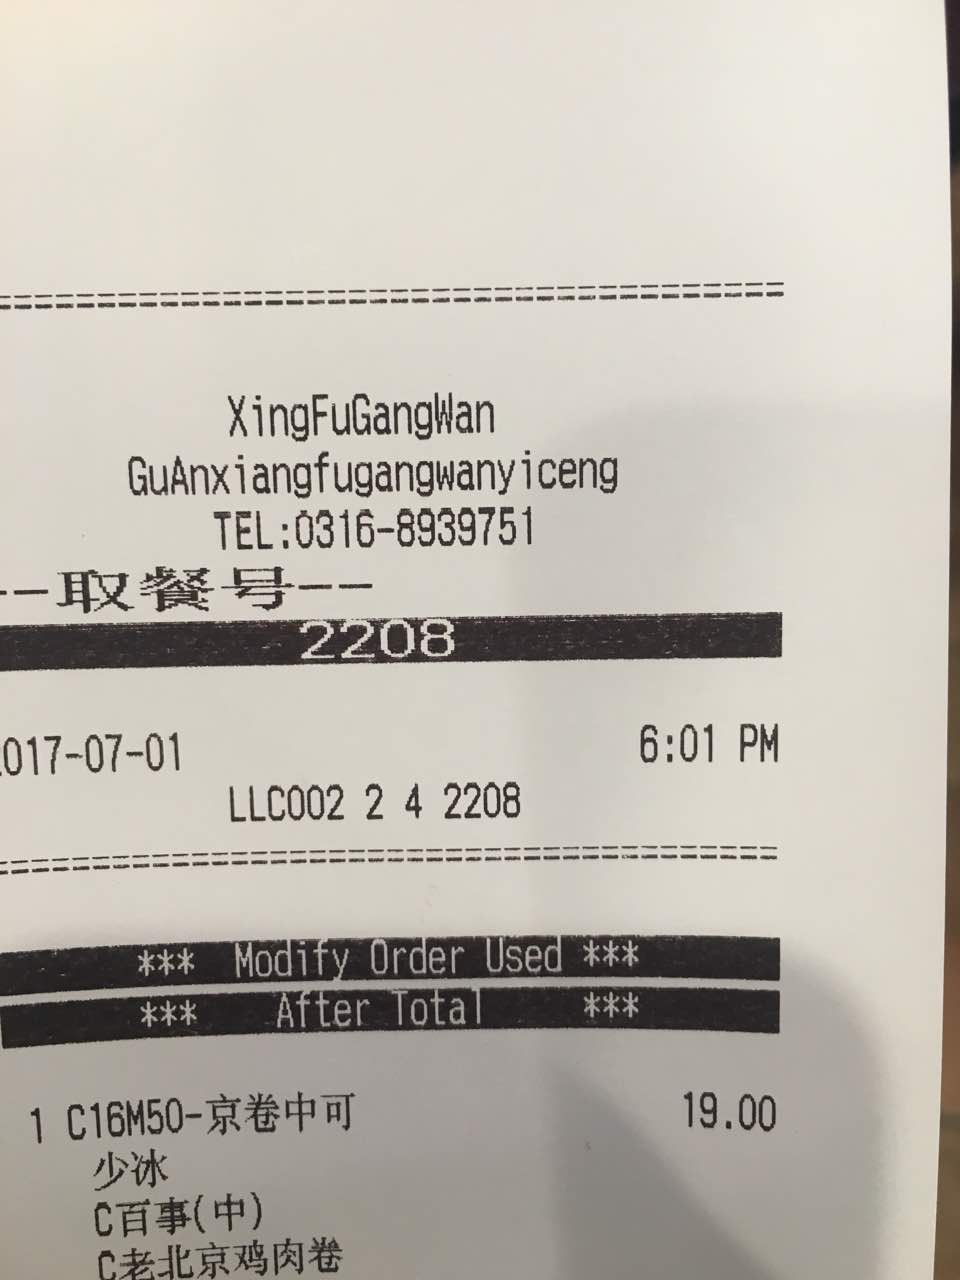 XingFuGangWan
GuAnxiangfugangwanyiceng
TEL:0316-8939751
--取餐号--
2208
017-07-01 6:01 PM
LLC002 2 4 2208
*** Modify Order Used ***
*** After Total ***
1 C16M50-京卷中可 19.00
少冰
C百事(中)
C老北京鸡肉卷